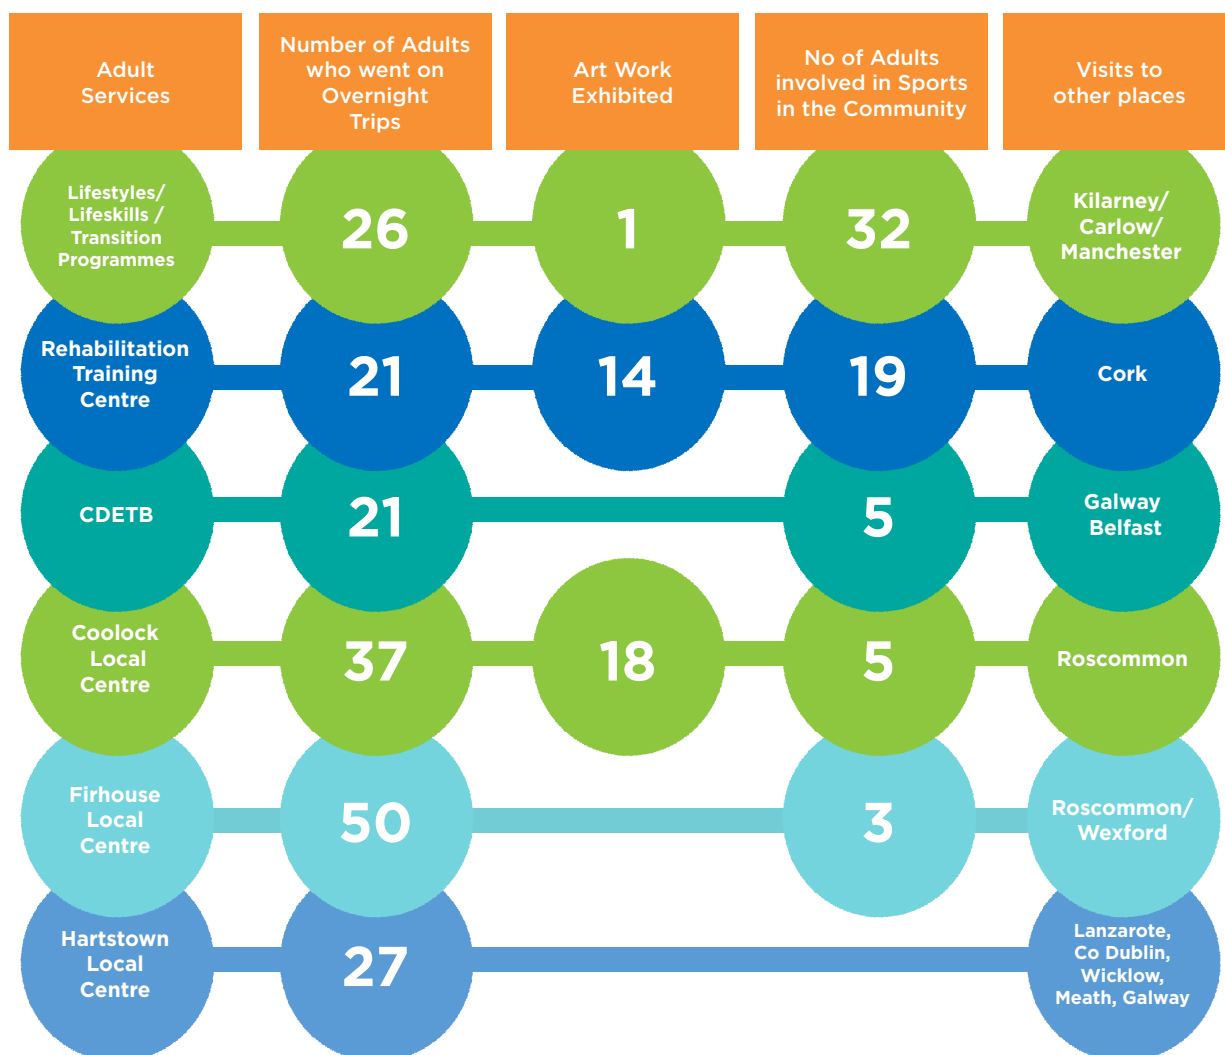 Adult
Services
Number of Adults
who went on
Overnight
Trips
Art Work
Exhibited
No of Adults
involved in Sports
in the Community
Visits to
other places
Lifestyles/
Lifeskills /
Transition
Programmes
26
1
32
Kilarney/
Carlow/
Manchester
Rehabilitation
Training
Centre
21
14
19
Cork
CDETB
21
5
Galway
Belfast
Coolock
Local
Centre
37
18
5
Roscommon
Firhouse
Local
Centre
50
3
Roscommon/
Wexford
Hartstown
Local
Centre
27
Lanzarote,
Co Dublin,
Wicklow,
Meath, Galway